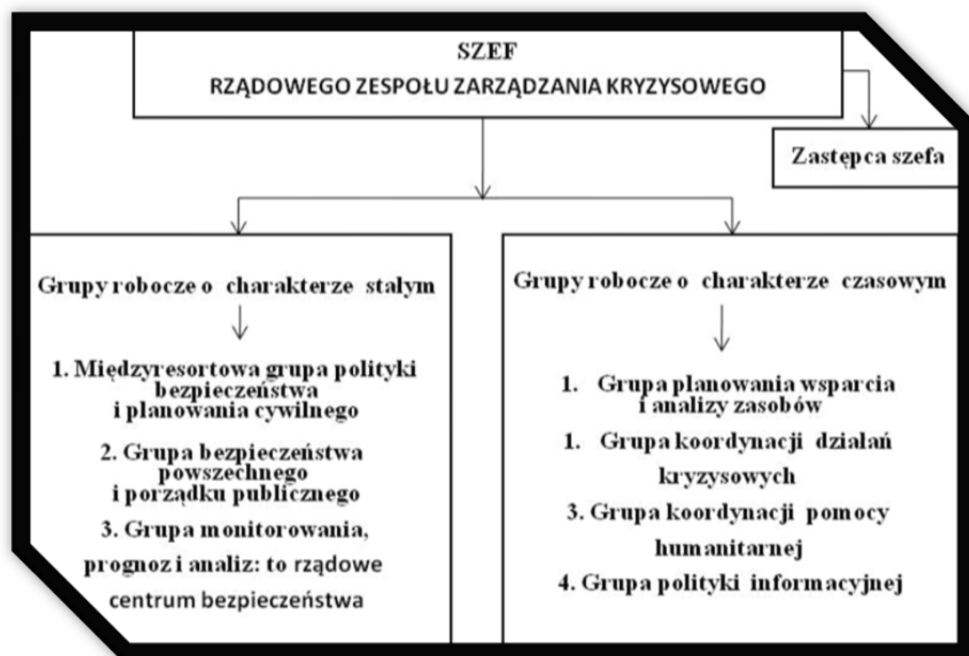 SZEF
RZĄDOWEGO ZESPOŁU ZARZĄDZANIA KRYZYSOWEGO
Zastępca szefa
Grupy robocze o charakterze stałym
1. Międzyresortowa grupa polityki
bezpieczeństwa
i planowania cywilnego
2. Grupa bezpieczeństwa
powszechnego
i porządku publicznego
3. Grupa monitorowania,
prognoz i analiz: to rządowe
centrum bezpieczeństwa
Grupy robocze o charakterze czasowym
1. Grupa planowania wsparcia
i analizy zasobów
1. Grupa koordynacji działań
kryzysowych
3. Grupa koordynacji pomocy
humanitarnej
4. Grupa polityki informacyjnej